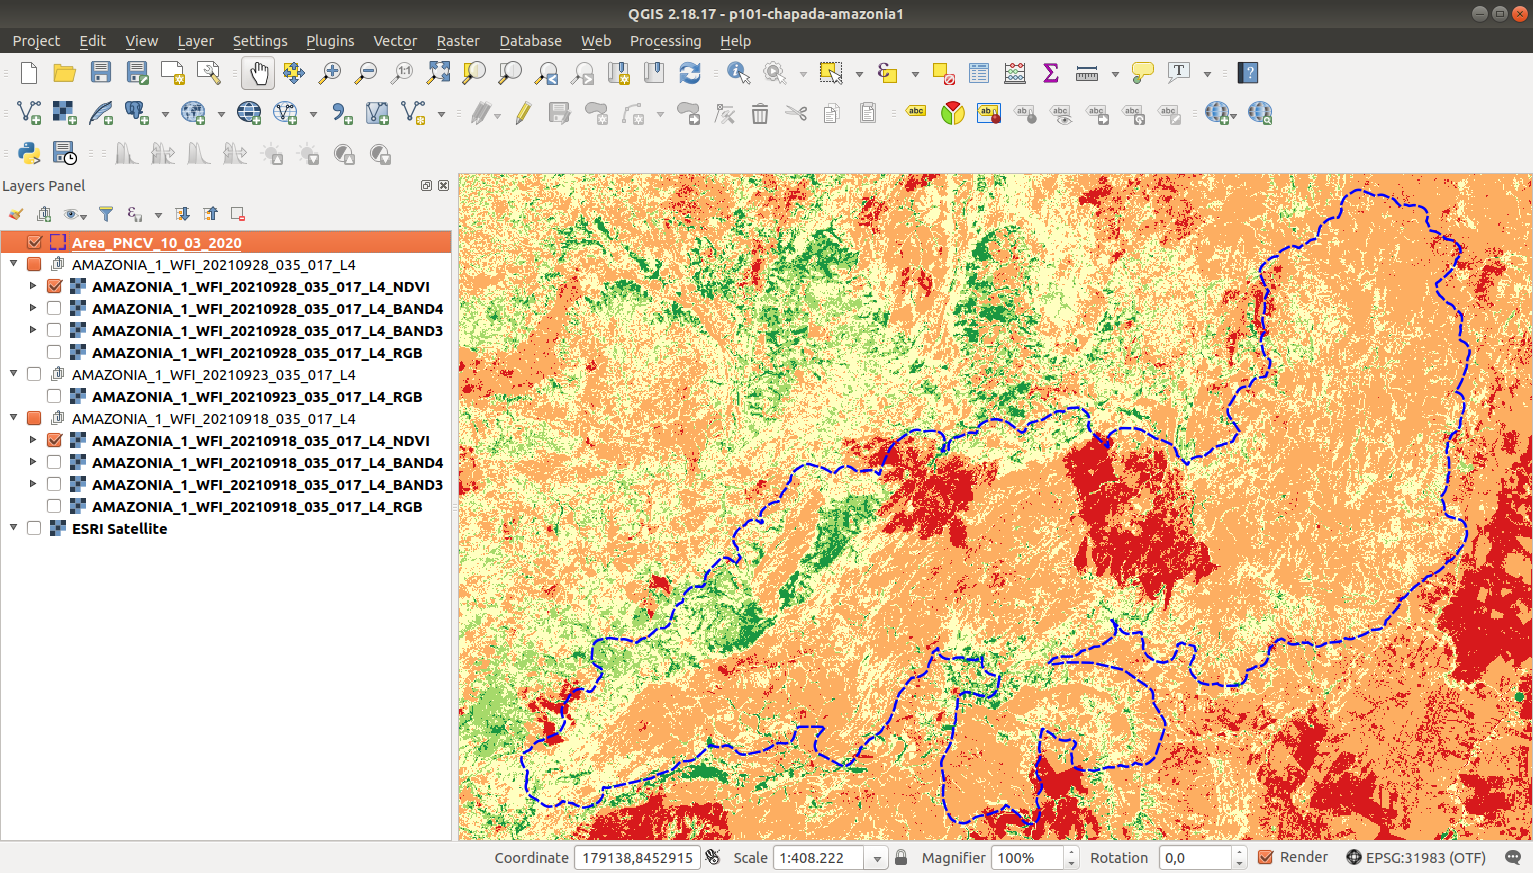 QGIS 2.18.17 - p101-chapada-amazonia1
Project Edit View Layer Settings Plugins Vector Raster Database Web Processing Help
Layers Panel
Area_PNCV_10_03_2020
AMAZONIA_1_WFI_20210928_035_017_L4
AMAZONIA_1_WFI_20210928_035_017_L4_NDVI
AMAZONIA_1_WFI_20210928_035_017_L4_BAND4
AMAZONIA_1_WFI_20210928_035_017_L4_BAND3
AMAZONIA_1_WFI_20210928_035_017_L4_RGB
AMAZONIA_1_WFI_20210923_035_017_L4
AMAZONIA_1_WFI_20210923_035_017_L4_RGB
AMAZONIA_1_WFI_20210918_035_017_L4
AMAZONIA_1_WFI_20210918_035_017_L4_NDVI
AMAZONIA_1_WFI_20210918_035_017_L4_BAND4
AMAZONIA_1_WFI_20210918_035_017_L4_BAND3
AMAZONIA_1_WFI_20210918_035_017_L4_RGB
ESRI Satellite
Coordinate 179138,8452915 Scale 1:408.222 Magnifier 100% Rotation 0,0 Render EPSG:31983 (OTF)